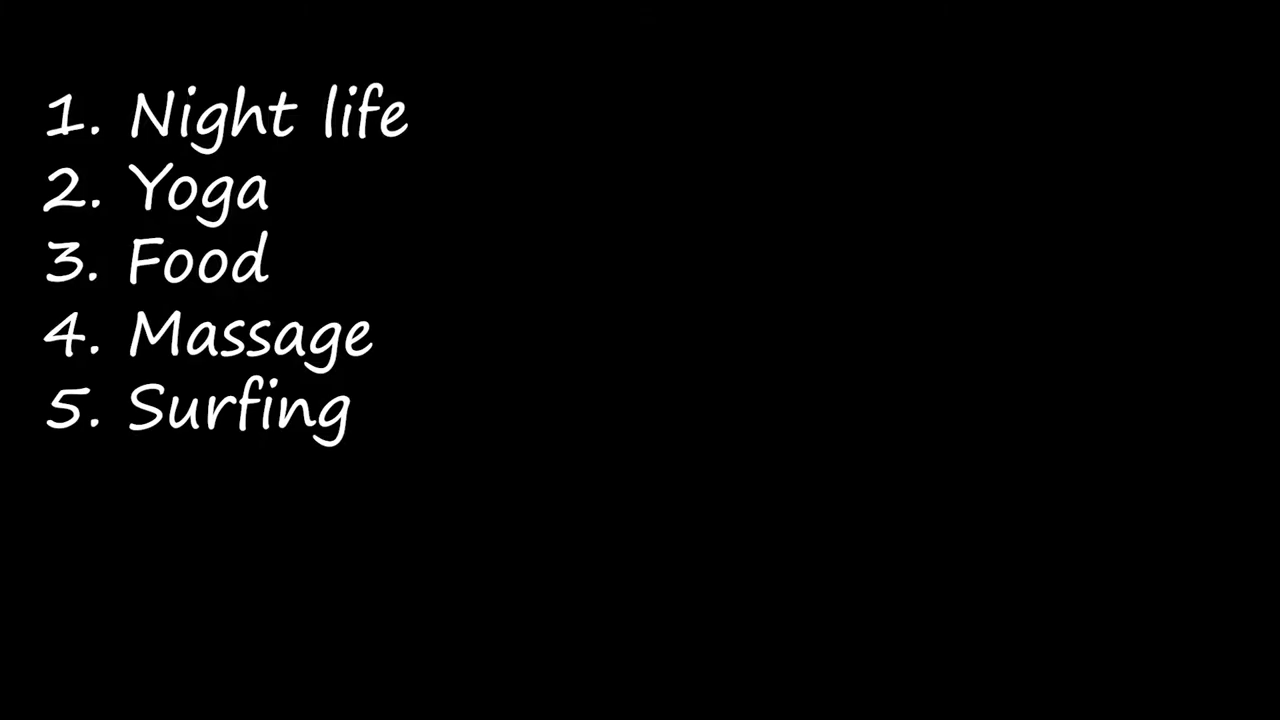 1. Night life
2. Yoga
3. Food
4. Massage
5. Surfing